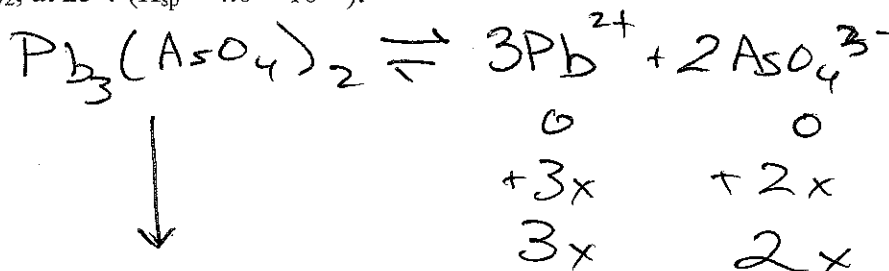 Pb₃(AsO₄)₂ ⇌ 3Pb²⁺ + 2AsO₄³⁻
0 0
+3x +2x
3x 2x